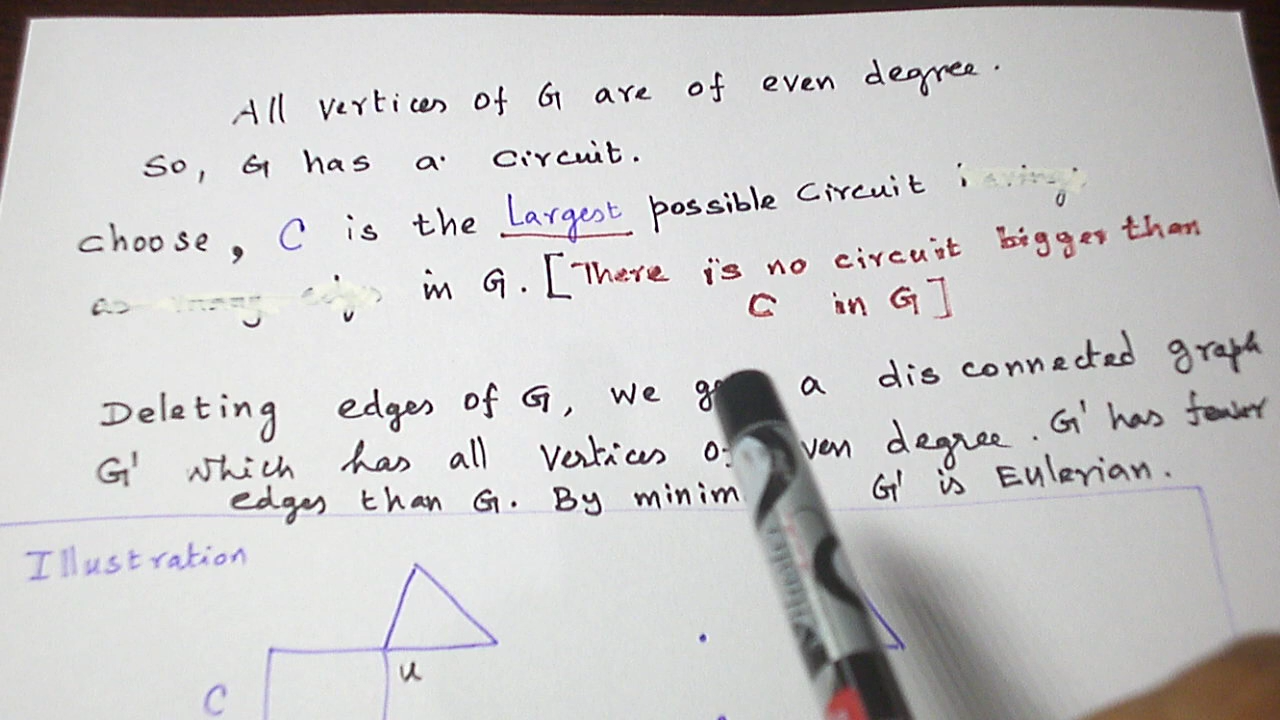 All vertices of G are of even degree.
So, G has a circuit.
choose, C is the Largest possible Circuit
in G. [There is no circuit bigger than
C in G]
Deleting edges of G, we a disconnected graph
G' which has all vertices degree. G' has fewer
edges than G. By G' is Eulerian.
Illustration
u
C